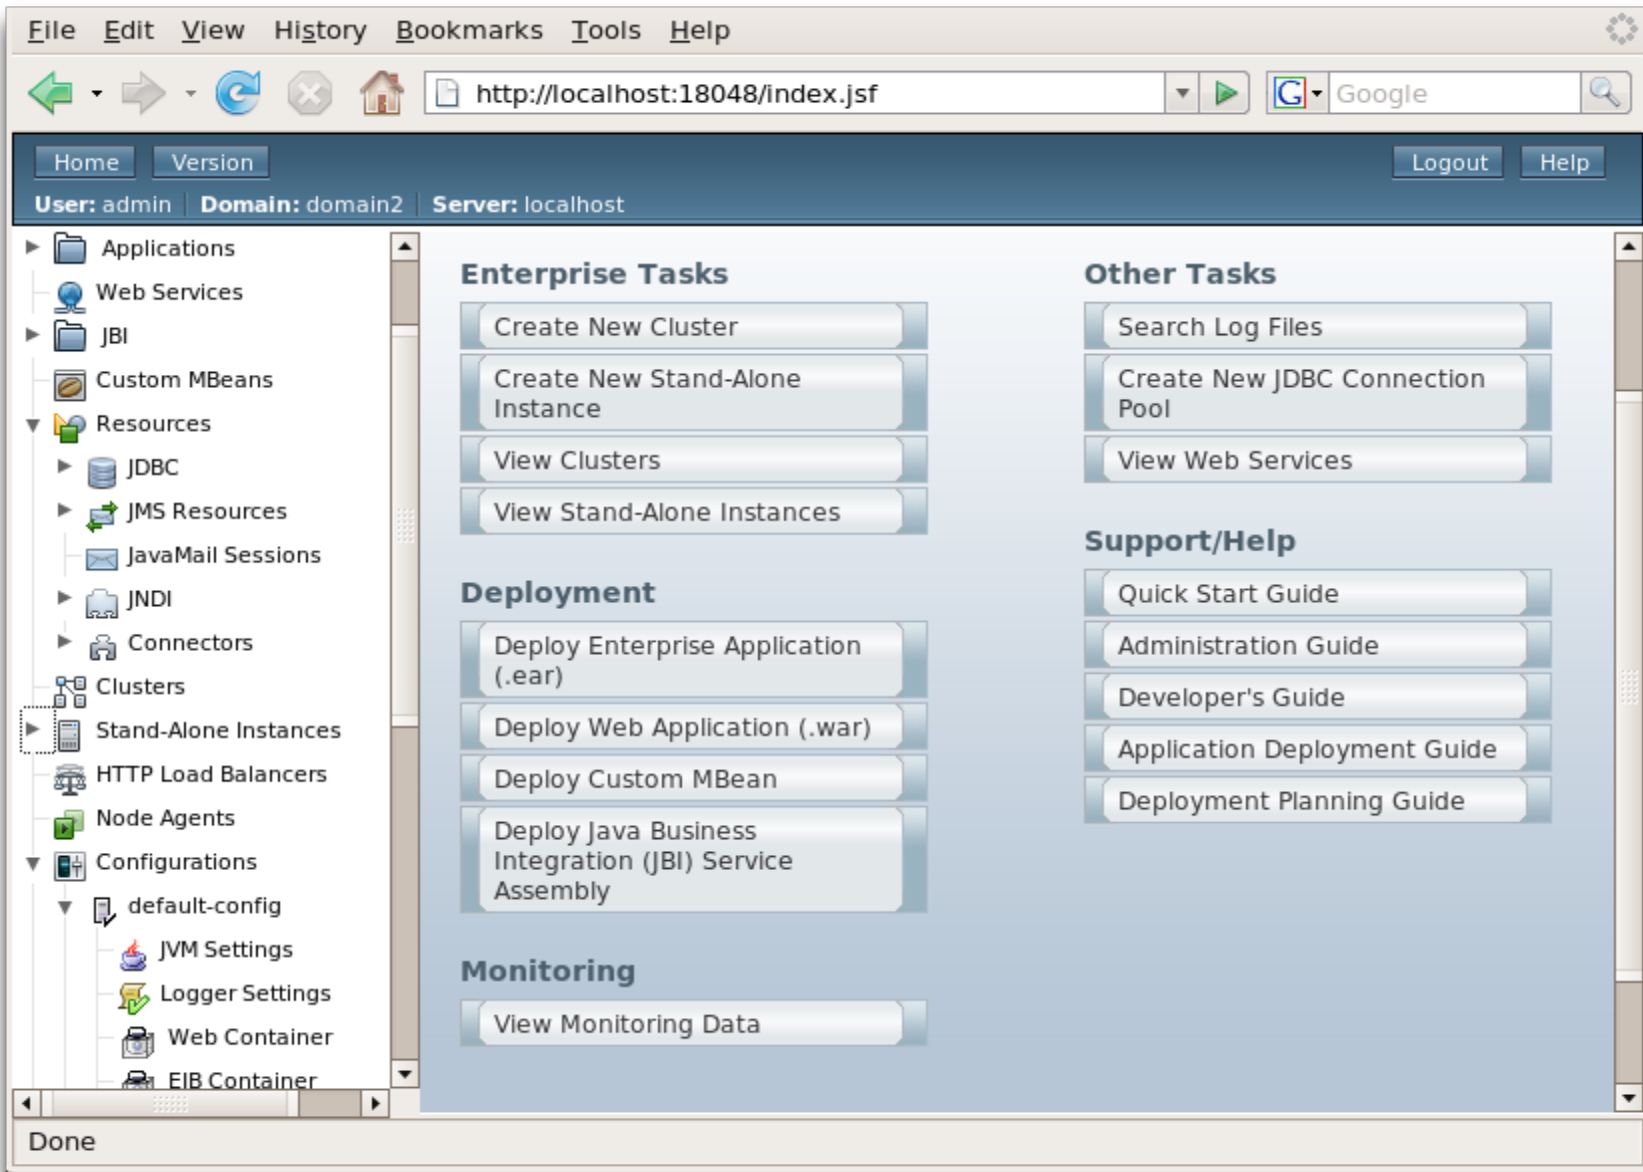 File Edit View History Bookmarks Tools Help
http://localhost:18048/index.jsf
G Google
Home Version Logout Help
User: admin Domain: domain2 Server: localhost
Applications
Web Services
JBI
Custom MBeans
Resources
JDBC
JMS Resources
JavaMail Sessions
JNDI
Connectors
Clusters
Stand-Alone Instances
HTTP Load Balancers
Node Agents
Configurations
default-config
JVM Settings
Logger Settings
Web Container
EJB Container
Enterprise Tasks
Create New Cluster
Create New Stand-Alone
Instance
View Clusters
View Stand-Alone Instances
Deployment
Deploy Enterprise Application
(.ear)
Deploy Web Application (.war)
Deploy Custom MBean
Deploy Java Business
Integration (JBI) Service
Assembly
Monitoring
View Monitoring Data
Other Tasks
Search Log Files
Create New JDBC Connection
Pool
View Web Services
Support/Help
Quick Start Guide
Administration Guide
Developer's Guide
Application Deployment Guide
Deployment Planning Guide
Done